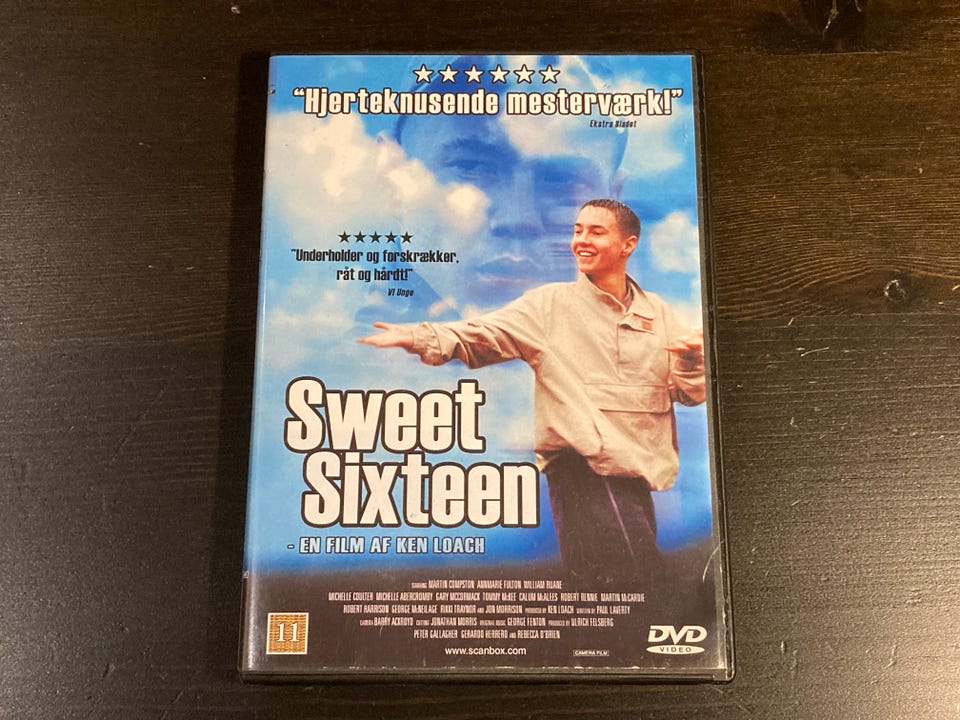 ★★★★★★
"Hjerteknusende mesterværk!"
Ekstra Bladet
★★★★★
"Underholder og forskrækker,
råt og hårdt!"
Vi Unge
Sweet
Sixteen
- EN FILM AF KEN LOACH
STARRING MARTIN COMPSTON ANNMARIE FULTON WILLIAM RUANE
MICHELLE COULTER MICHELLE ABERCROMBY GARY MCCORMACK TOMMY MCKEE CALUM MCALEES ROBERT RENNIE MARTIN MCCARDIE
ROBERT HARRISON GEORGE MCNEILAGE RIKKI TRAYNOR and JON MORRISON PRODUCED BY KEN LOACH WRITTEN BY PAUL LAVERTY
CAMERA BARRY ACKROYD CUTTING JONATHAN MORRIS ORIGINAL MUSIC GEORGE FENTON PRODUCED BY ULRICH FELSBERG
PETER GALLAGHER GERARDO HERRERO and REBECCA O'BRIEN
11
www.scanbox.com
CAMERA FILM
DVD
VIDEO